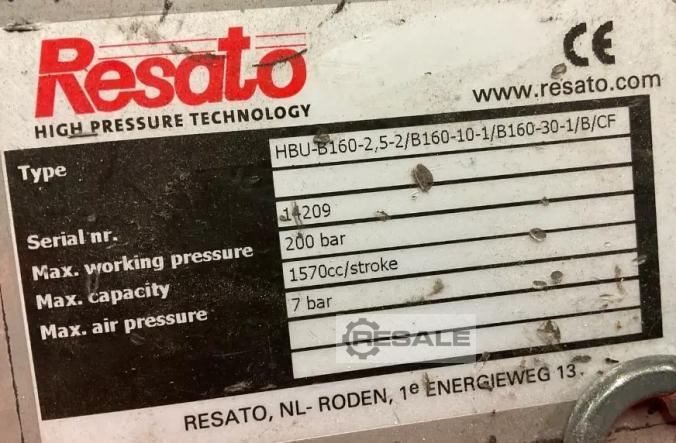 Resato
HIGH PRESSURE TECHNOLOGY
CE
www.resato.com
Type HBU-B160-2,5-2/B160-10-1/B160-30-1/B/CF
Serial nr. 14209
Max. working pressure 200 bar
Max. capacity 1570cc/stroke
Max. air pressure 7 bar
RESALE
RESATO, NL- RODEN, 1e ENERGIEWEG 13